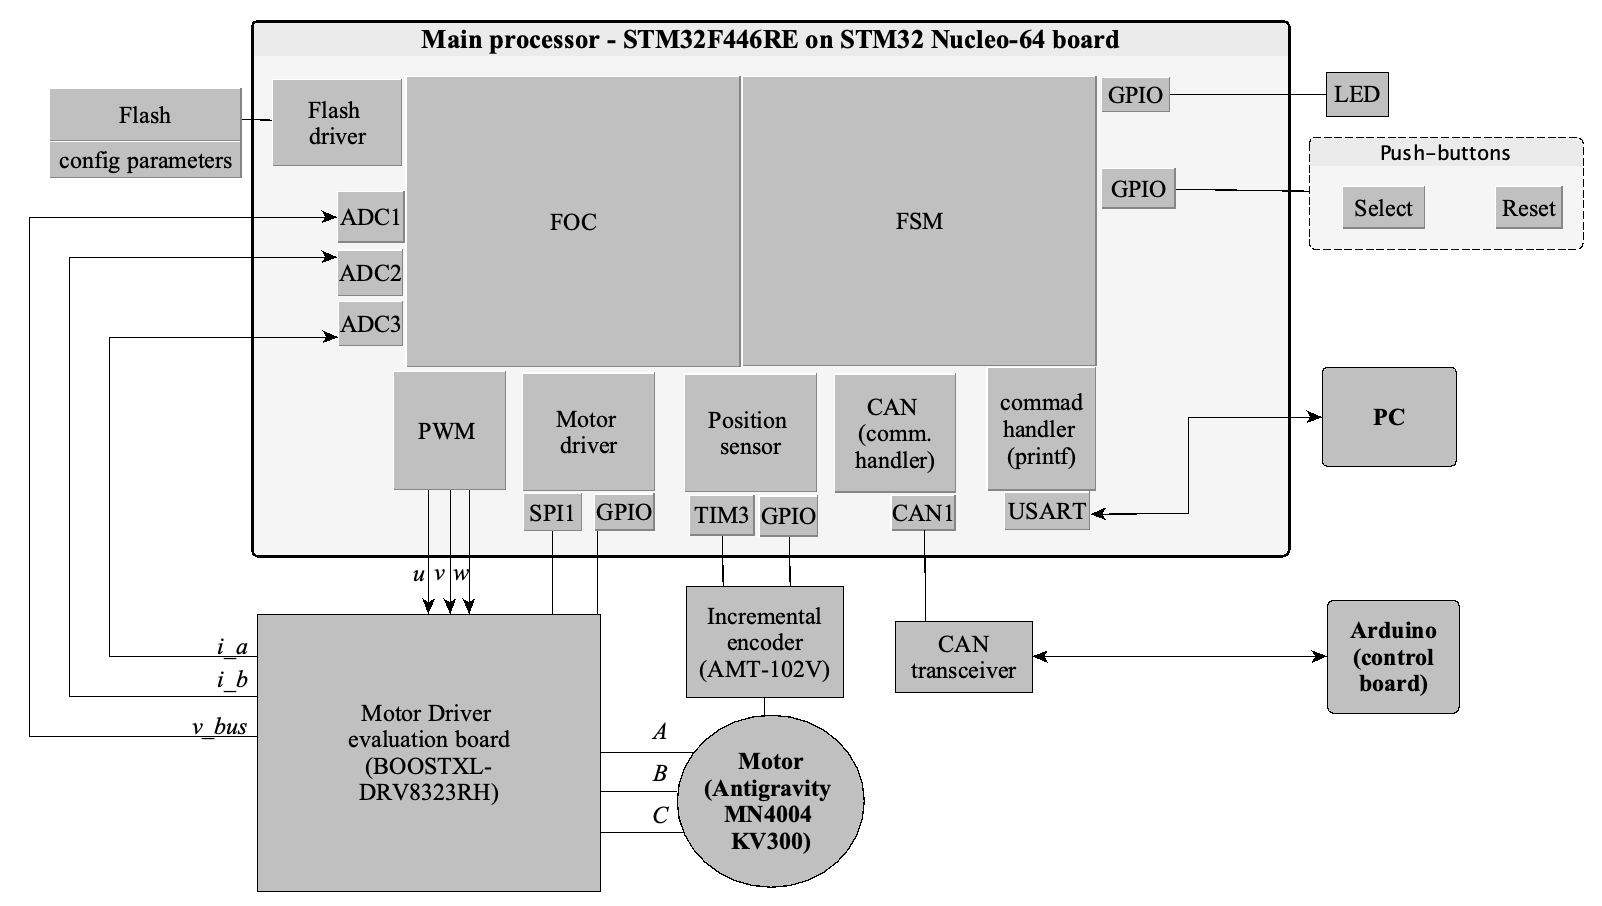 Main processor - STM32F446RE on STM32 Nucleo-64 board
Flash
config parameters
Flash
driver
FOC
FSM
GPIO
LED
GPIO
Push-buttons
Select
Reset
ADC1
ADC2
ADC3
PWM
Motor
driver
Position
sensor
CAN
(comm.
handler)
commad
handler
(printf)
PC
SPI1
GPIO
TIM3
GPIO
CAN1
USART
u
v
w
i_a
i_b
v_bus
Motor Driver
evaluation board
(BOOSTXL-
DRV8323RH)
Incremental
encoder
(AMT-102V)
CAN
transceiver
Arduino
(control
board)
A
B
C
Motor
(Antigravity
MN4004
KV300)